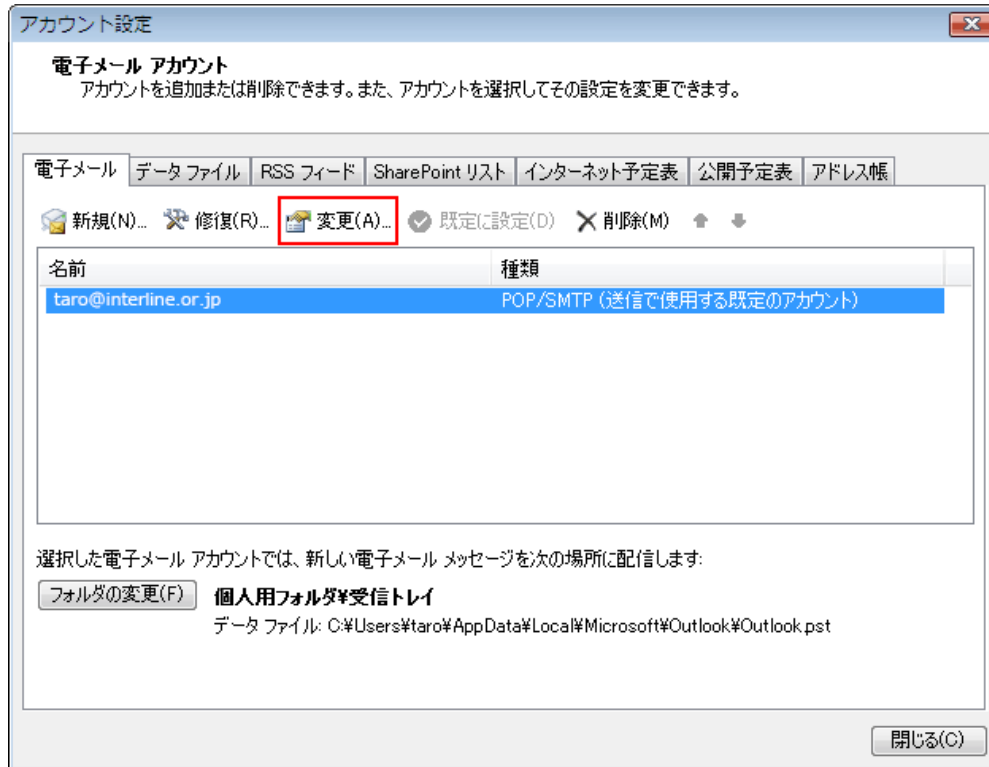 アカウント設定
電子メール アカウント
アカウントを追加または削除できます。また、アカウントを選択してその設定を変更できます。
電子メール データ ファイル RSS フィード SharePoint リスト インターネット予定表 公開予定表 アドレス帳
新規(N)... 修復(R)... 変更(A)... 既定に設定(D) 削除(M)
名前 種類
taro@interline.or.jp POP/SMTP (送信で使用する既定のアカウント)
選択した電子メール アカウントでは、新しい電子メール メッセージを次の場所に配信します:
フォルダの変更(F) 個人用フォルダ¥受信トレイ
データ ファイル: C:¥Users¥taro¥AppData¥Local¥Microsoft¥Outlook¥Outlook.pst
閉じる(C)